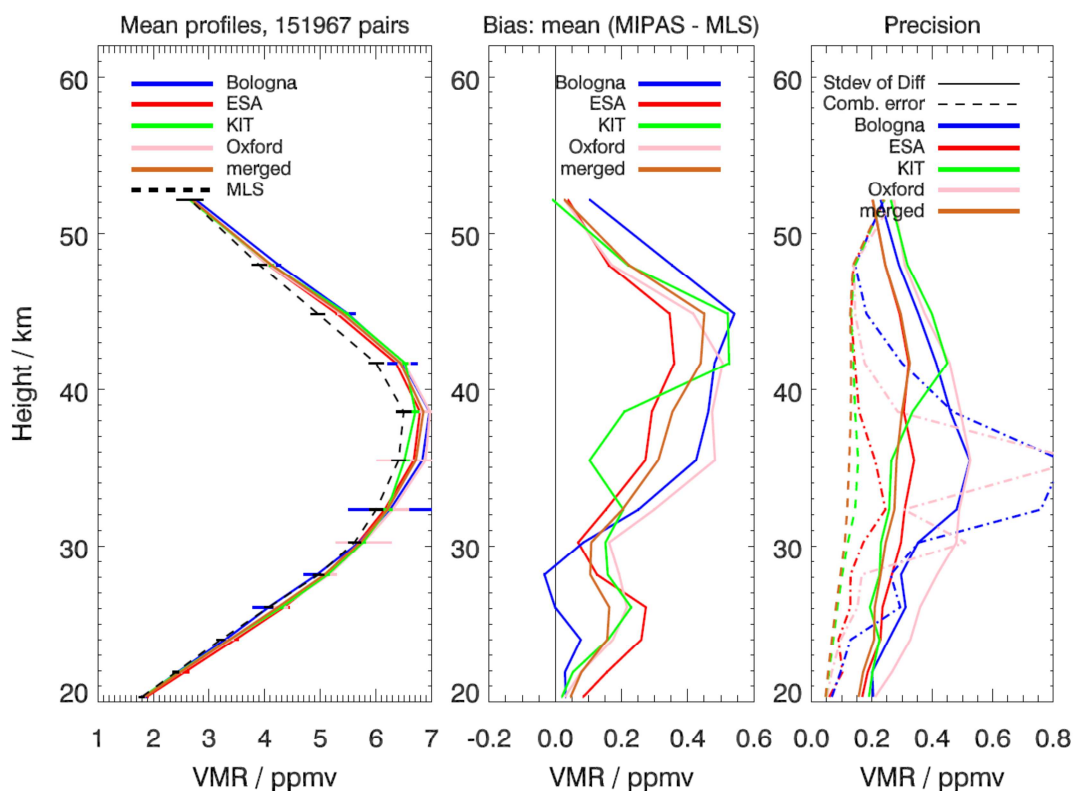 Mean profiles, 151967 pairs
Bias: mean (MIPAS - MLS)
Precision
60
50
40
30
20
Height / km
Bologna
ESA
KIT
Oxford
merged
MLS
1 2 3 4 5 6 7
VMR / ppmv
60
50
40
30
20
Bologna
ESA
KIT
Oxford
merged
-0.2 0.0 0.2 0.4 0.6 0.8
VMR / ppmv
60
50
40
30
20
Stdev of Diff
Comb. error
Bologna
ESA
KIT
Oxford
merged
0.0 0.2 0.4 0.6 0.8
VMR / ppmv